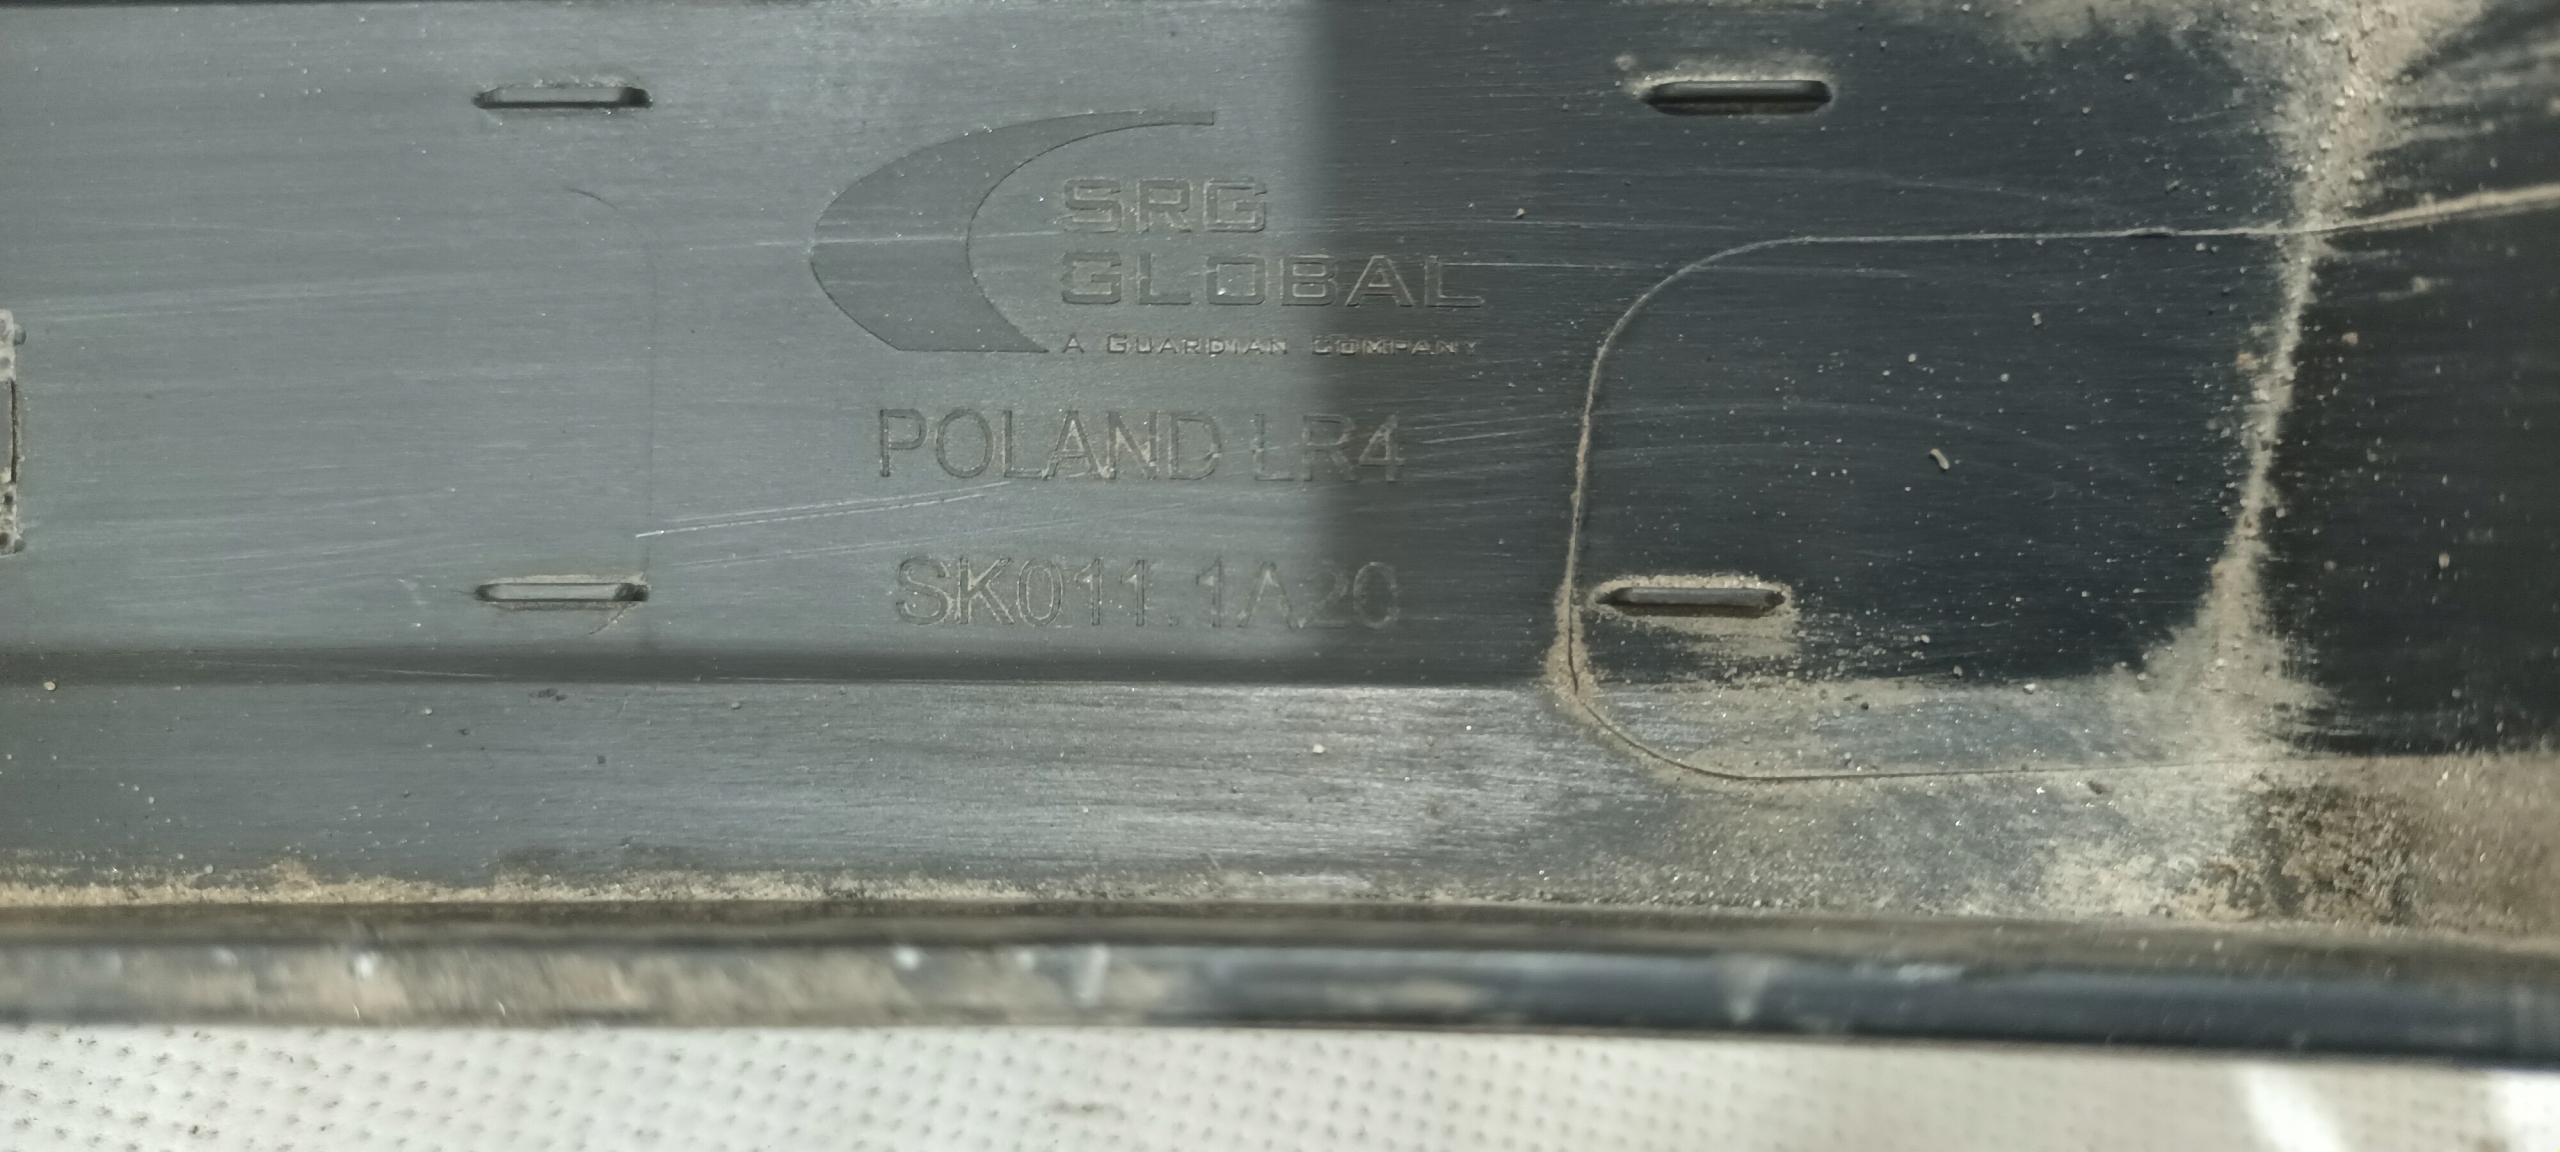 SRG
GLOBAL
A GUARDIAN COMPANY
POLAND LR4
SK011.1A20